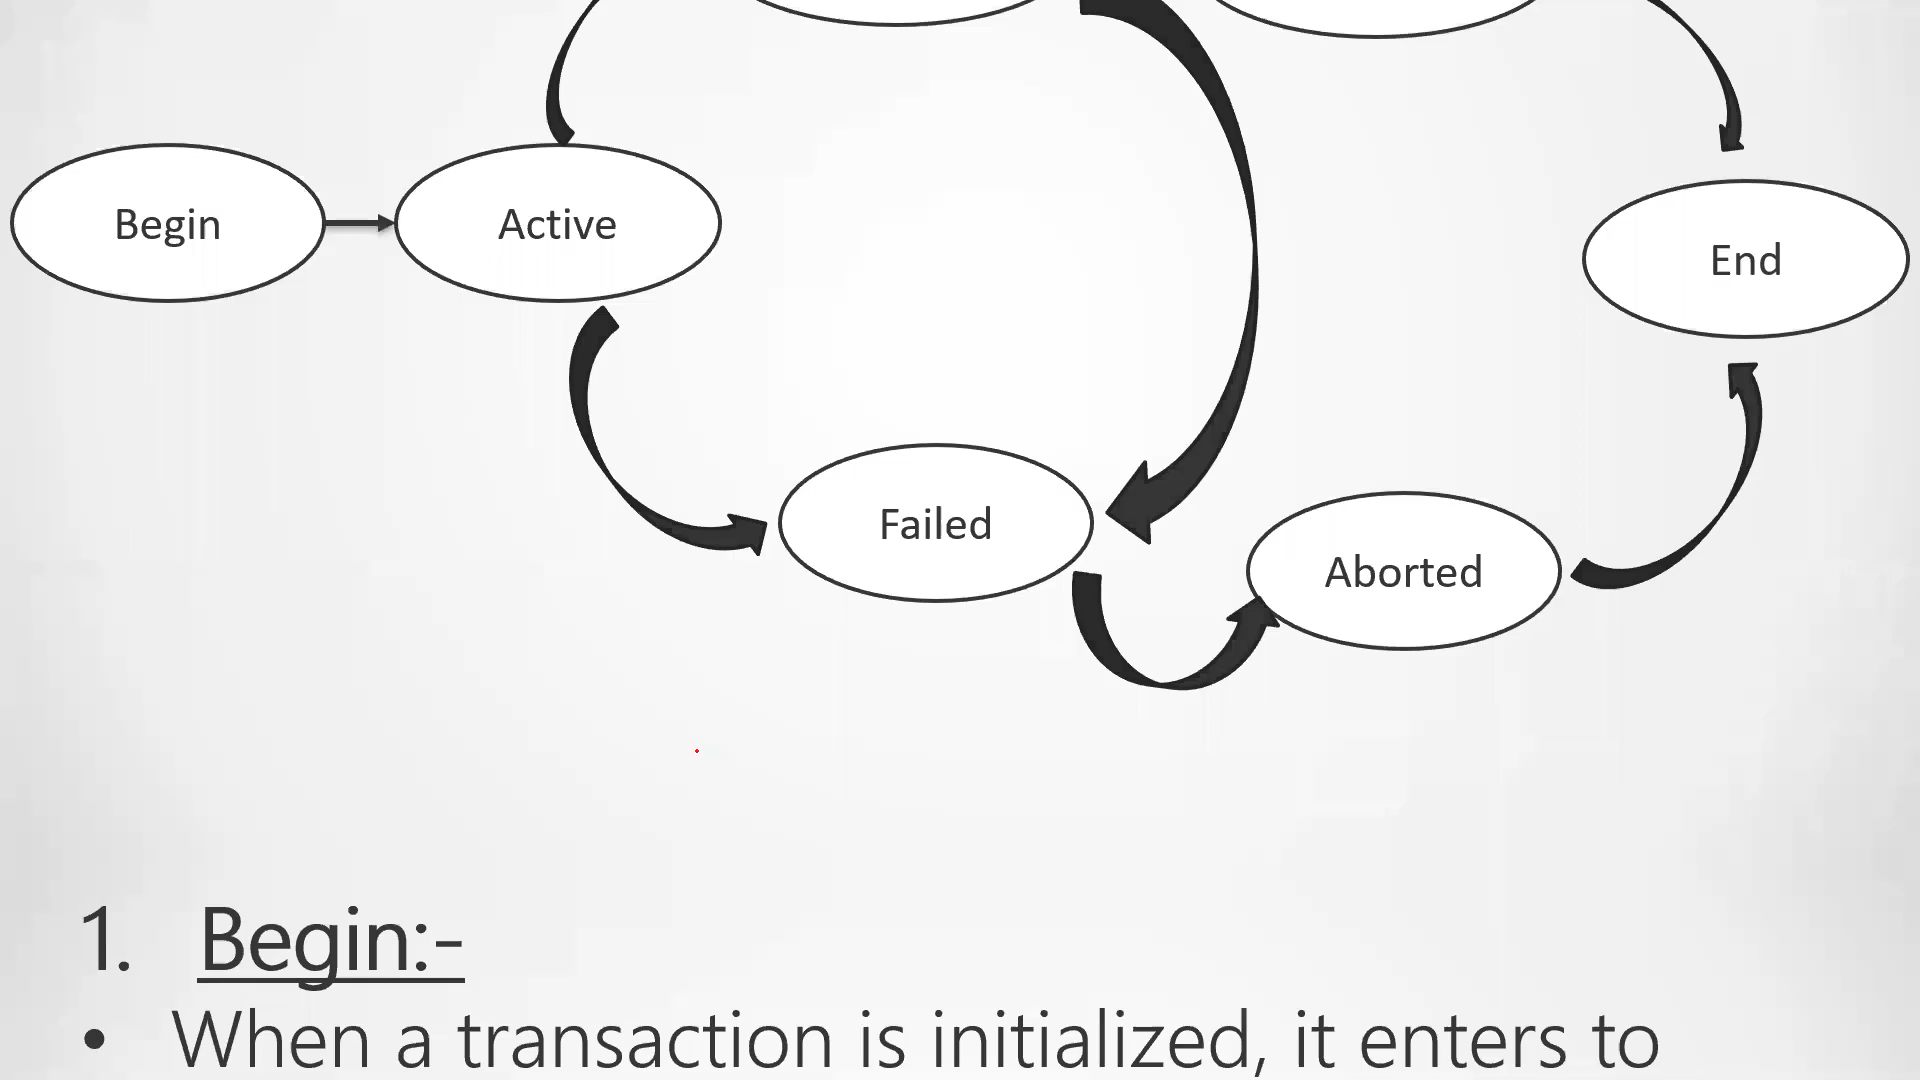 Begin
Active
End
Failed
Aborted
1. Begin:-
• When a transaction is initialized, it enters to